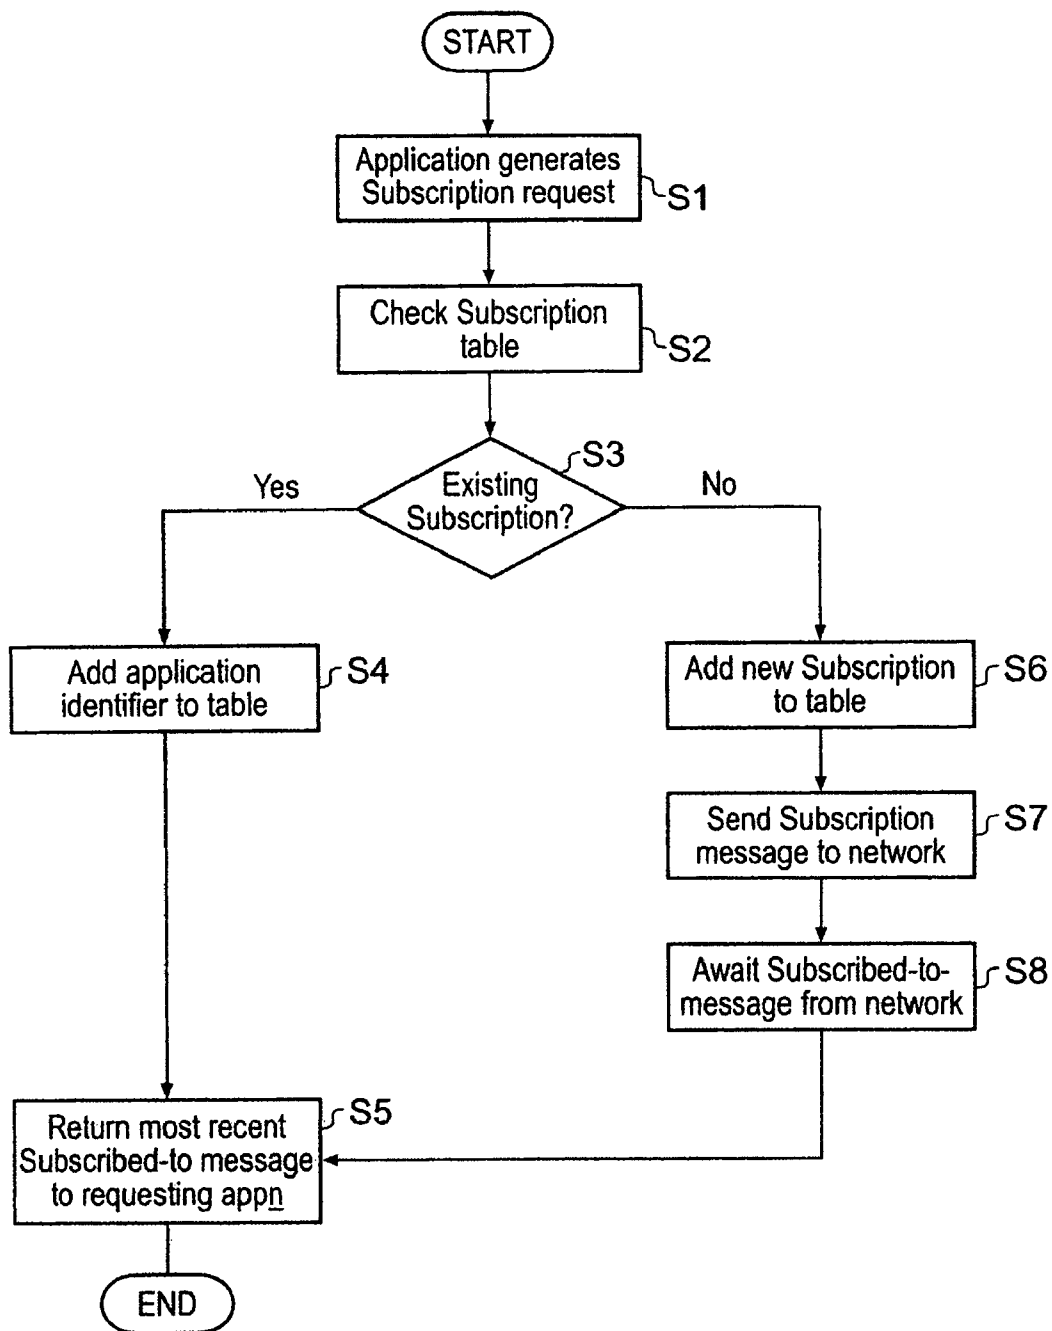 START
Application generates
Subscription request
S1
Check Subscription
table
S2
S3
Existing
Subscription?
Yes
No
Add application
identifier to table
S4
Add new Subscription
to table
S6
Send Subscription
message to network
S7
Await Subscribed-to-
message from network
S8
Return most recent
Subscribed-to message
to requesting appn
S5
END